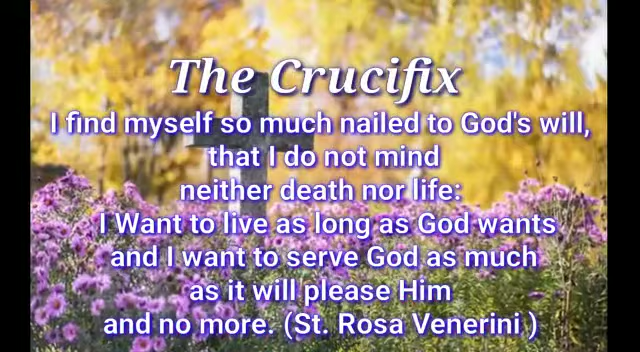 The Crucifix
I find myself so much nailed to God's will,
that I do not mind
neither death nor life:
I Want to live as long as God wants
and I want to serve God as much
as it will please Him
and no more. (St. Rosa Venerini )